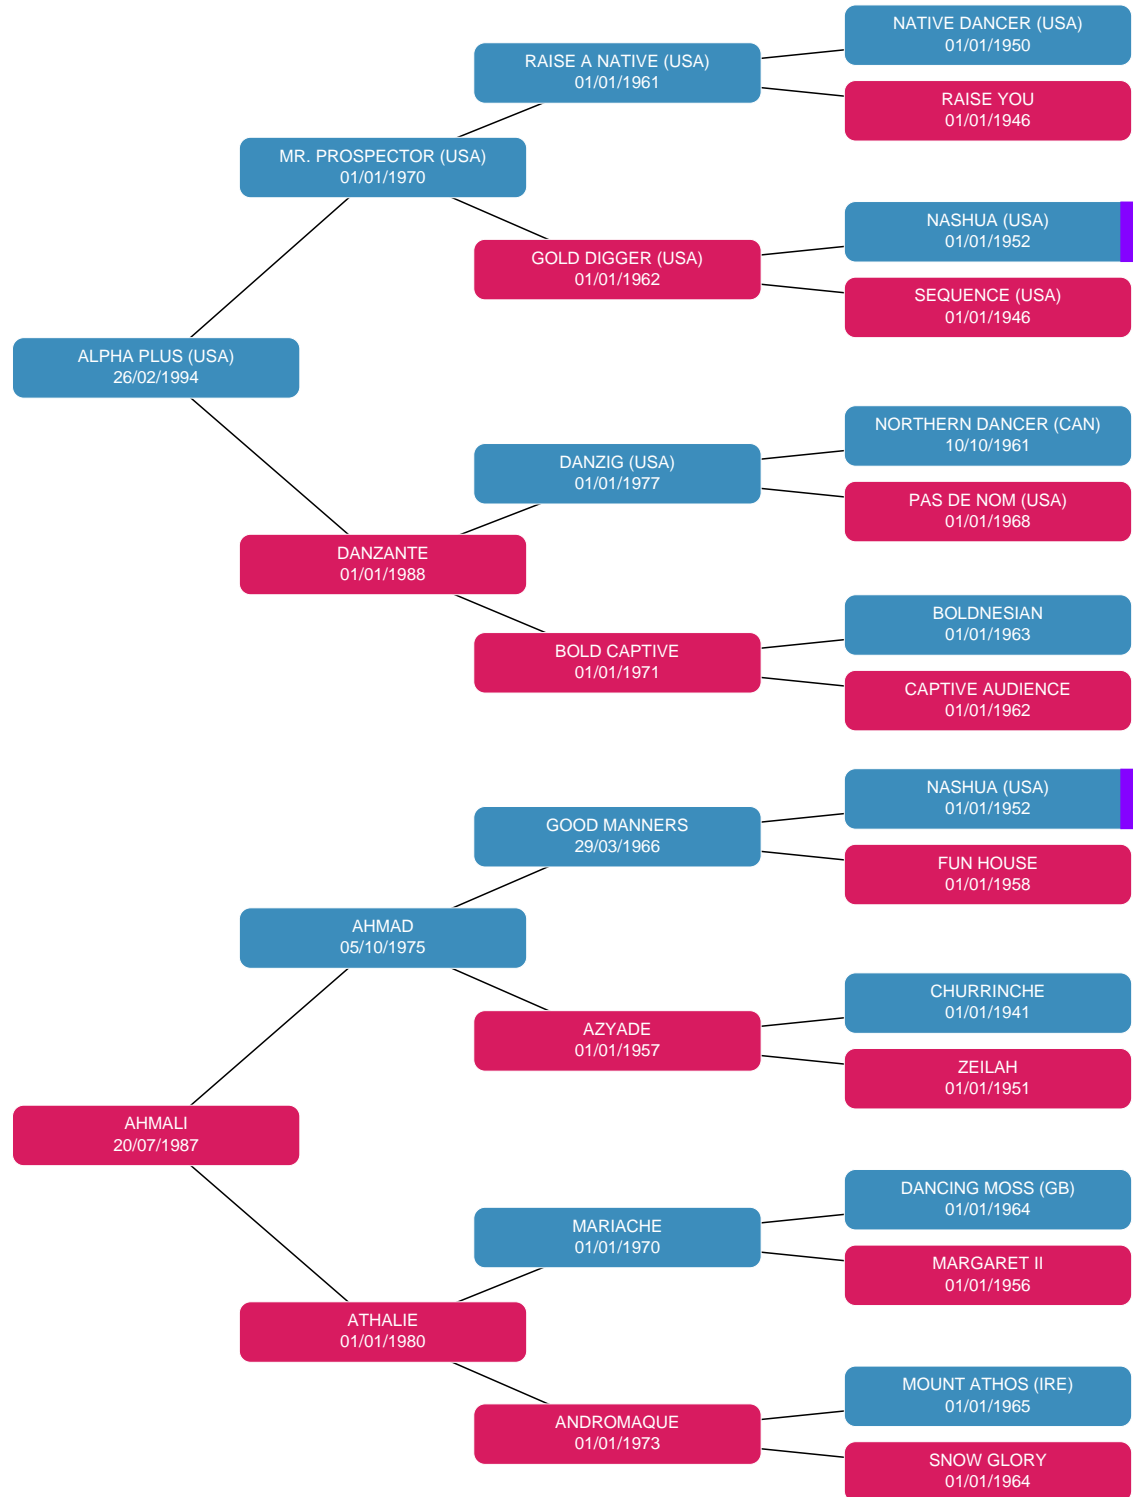 NATIVE DANCER (USA)
01/01/1950
RAISE A NATIVE (USA)
01/01/1961
RAISE YOU
01/01/1946
MR. PROSPECTOR (USA)
01/01/1970
NASHUA (USA)
01/01/1952
GOLD DIGGER (USA)
01/01/1962
SEQUENCE (USA)
01/01/1946
ALPHA PLUS (USA)
26/02/1994
NORTHERN DANCER (CAN)
10/10/1961
DANZIG (USA)
01/01/1977
PAS DE NOM (USA)
01/01/1968
DANZANTE
01/01/1988
BOLDNESIAN
01/01/1963
BOLD CAPTIVE
01/01/1971
CAPTIVE AUDIENCE
01/01/1962
NASHUA (USA)
01/01/1952
GOOD MANNERS
29/03/1966
FUN HOUSE
01/01/1958
AHMAD
05/10/1975
CHURRINCHE
01/01/1941
AZYADE
01/01/1957
ZEILAH
01/01/1951
AHMALI
20/07/1987
DANCING MOSS (GB)
01/01/1964
MARIACHE
01/01/1970
MARGARET II
01/01/1956
ATHALIE
01/01/1980
MOUNT ATHOS (IRE)
01/01/1965
ANDROMAQUE
01/01/1973
SNOW GLORY
01/01/1964